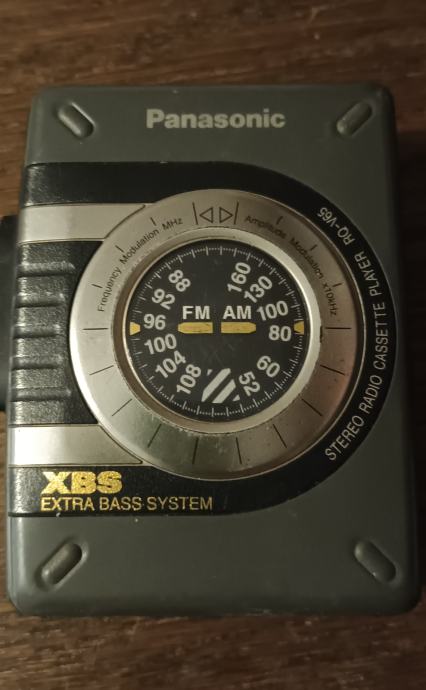 Panasonic
STEREO RADIO CASSETTE PLAYER RQ-V65
Frequency Modulation MHz
Amplitude Modulation x10kHz
FM AM
88
92
96
100
104
108
160
130
100
80
60
52
XBS
EXTRA BASS SYSTEM